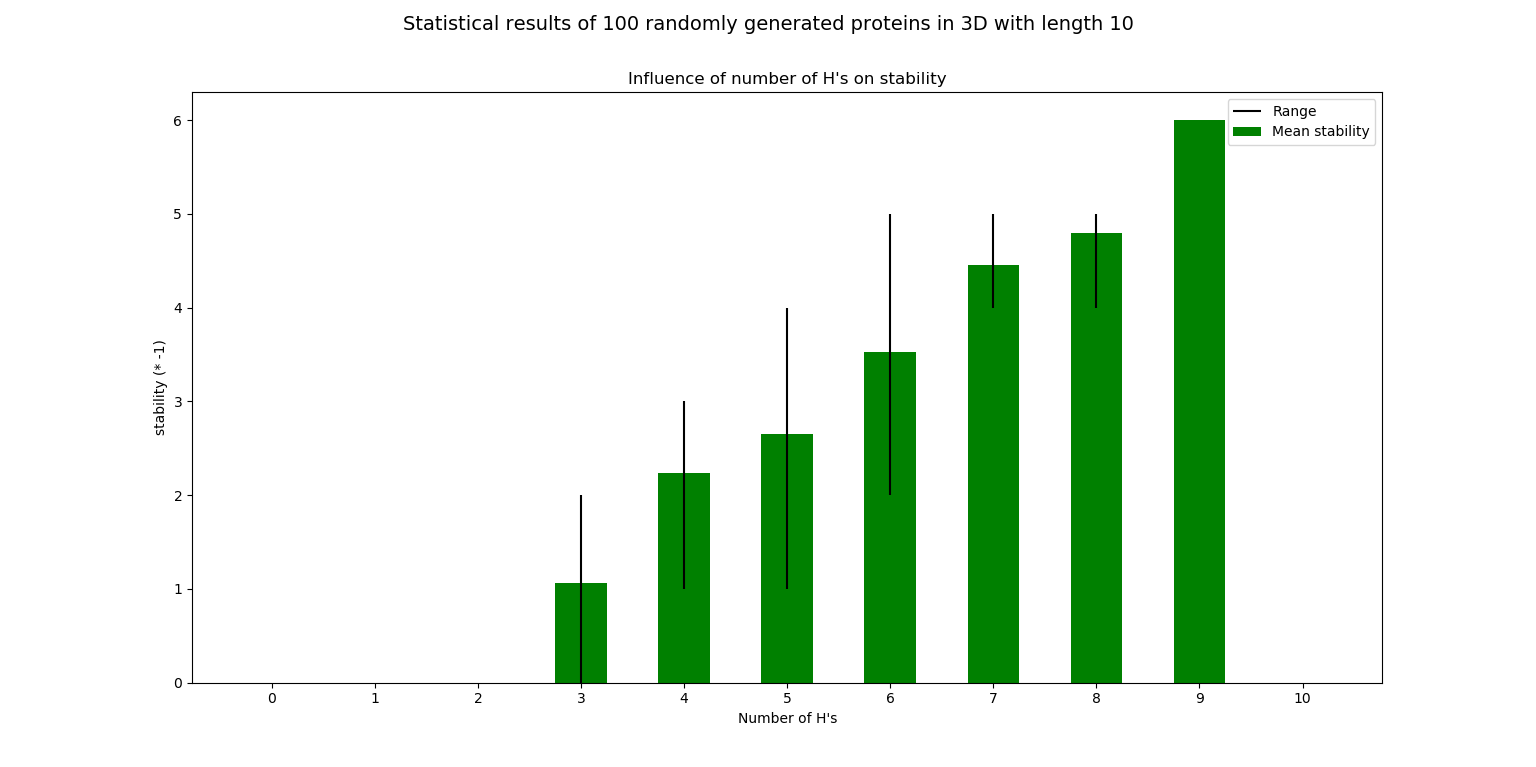 Statistical results of 100 randomly generated proteins in 3D with length 10
Influence of number of H's on stability
Range
Mean stability
6
5
4
3
2
1
0
stability (* -1)
0 1 2 3 4 5 6 7 8 9 10
Number of H's